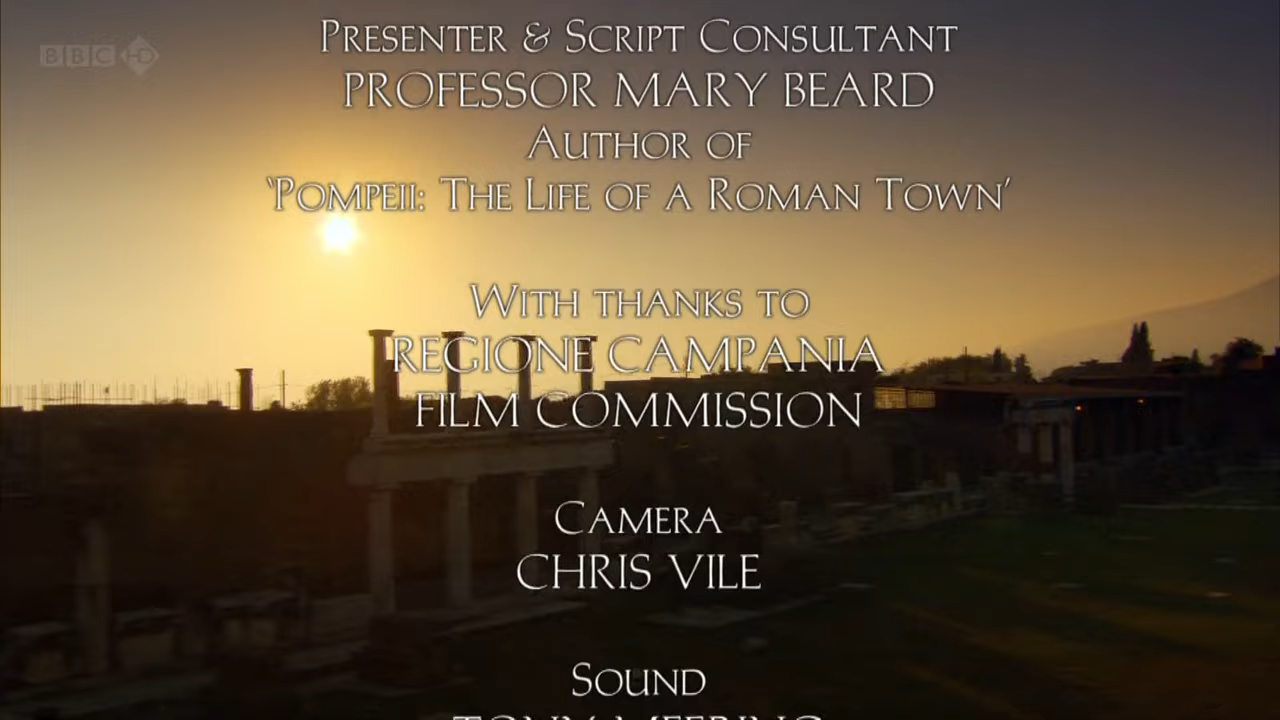 BBC HD
Presenter & Script Consultant
PROFESSOR MARY BEARD
Author of
‘Pompeii: The Life of a Roman Town’
With thanks to
REGIONE CAMPANIA
FILM COMMISSION
Camera
CHRIS VILE
Sound